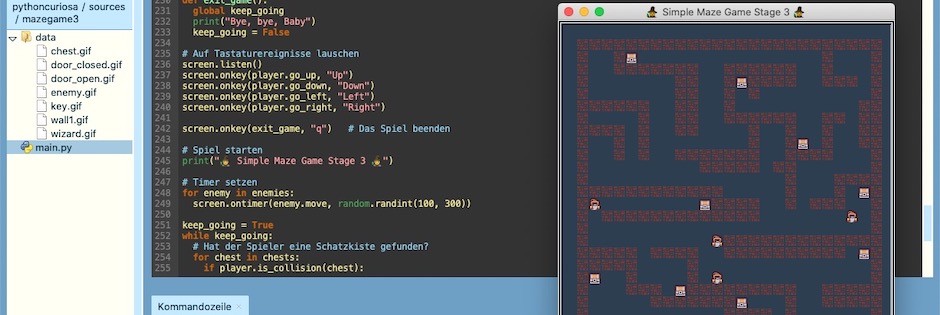 pythoncuriosa / sources
/ mazegame3
data
chest.gif
door_closed.gif
door_open.gif
enemy.gif
key.gif
wall1.gif
wizard.gif
main.py
230 def exit_game():
231 global keep_going
232 print("Bye, bye, Baby")
233 keep_going = False
234
235 # Auf Tastaturereignisse lauschen
236 screen.listen()
237 screen.onkey(player.go_up, "Up")
238 screen.onkey(player.go_down, "Down")
239 screen.onkey(player.go_left, "Left")
240 screen.onkey(player.go_right, "Right")
241
242 screen.onkey(exit_game, "q") # Das Spiel beenden
243
244 # Spiel starten
245 print("🧙 Simple Maze Game Stage 3 🧙")
246
247 # Timer setzen
248 for enemy in enemies:
249 screen.ontimer(enemy.move, random.randint(100, 300))
250
251 keep_going = True
252 while keep_going:
253 # Hat der Spieler eine Schatzkiste gefunden?
254 for chest in chests:
255 if player.is_collision(chest):
Kommandozeile ×
🧙 Simple Maze Game Stage 3 🧙